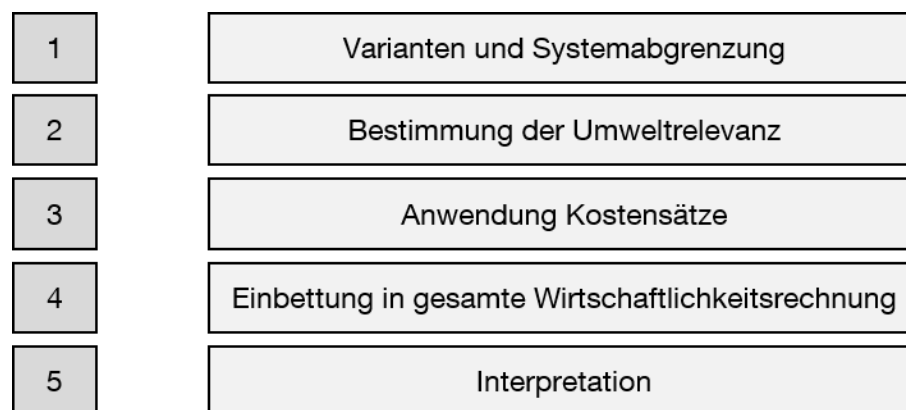 1 Varianten und Systemabgrenzung
2 Bestimmung der Umweltrelevanz
3 Anwendung Kostensätze
4 Einbettung in gesamte Wirtschaftlichkeitsrechnung
5 Interpretation